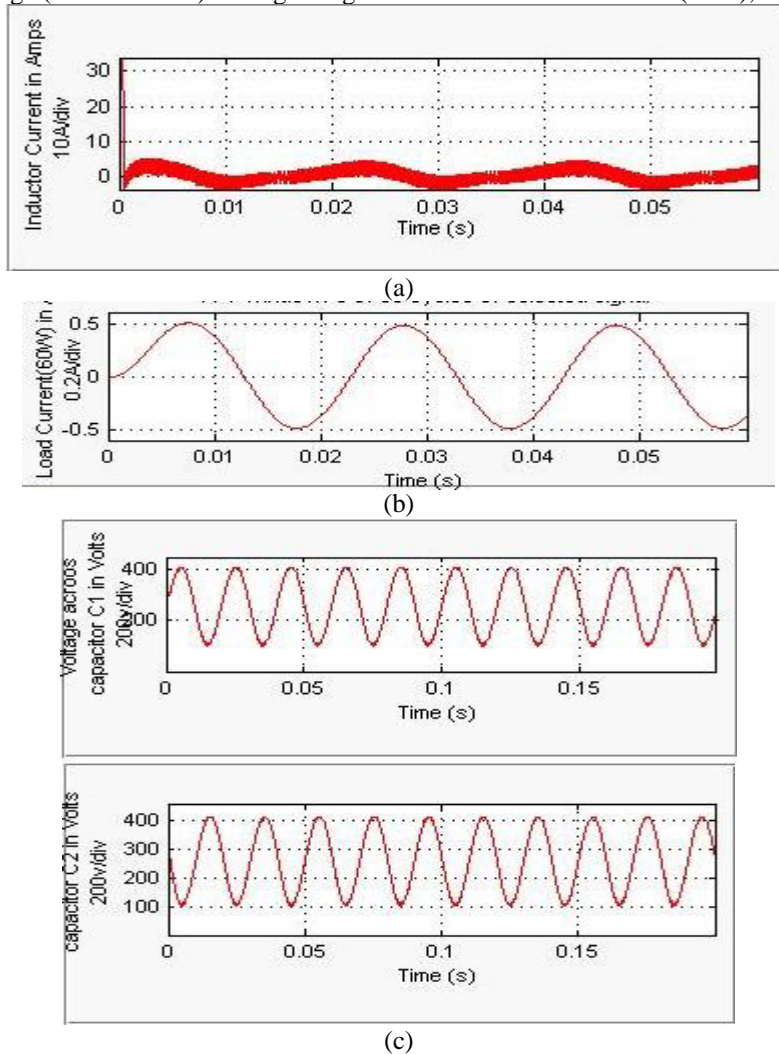 Inductor Current in Amps
10A/div
30
20
10
0
0
0.01
0.02
0.03
0.04
0.05
Time (s)
(a)
Load Current(60W) in
0.2A/div
0.5
0
-0.5
0
0.01
0.02
0.03
0.04
0.05
Time (s)
(b)
Voltage acroos
capacitor C1 in Volts
200v/div
400
200
0
0.05
0.1
0.15
Time (s)
capacitor C2 in Volts
200v/div
400
300
200
100
0
0.05
0.1
0.15
Time (s)
(c)